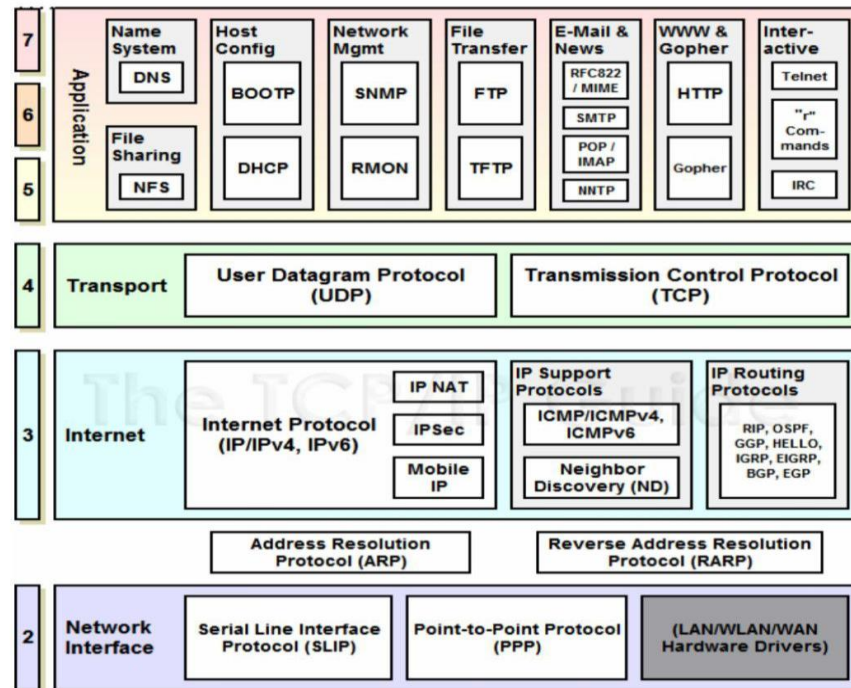 7
6
5
Application
Name
System
DNS
File
Sharing
NFS
Host
Config
BOOTP
DHCP
Network
Mgmt
SNMP
RMON
File
Transfer
FTP
TFTP
E-Mail &
News
RFC822
/ MIME
SMTP
POP /
IMAP
NNTP
WWW &
Gopher
HTTP
Gopher
Inter-
active
Telnet
"r"
Com-
mands
IRC
4
Transport
User Datagram Protocol
(UDP)
Transmission Control Protocol
(TCP)
The TCP/IP Guide
3
Internet
Internet Protocol
(IP/IPv4, IPv6)
IP NAT
IPSec
Mobile
IP
IP Support
Protocols
ICMP/ICMPv4,
ICMPv6
Neighbor
Discovery (ND)
IP Routing
Protocols
RIP, OSPF,
GGP, HELLO,
IGRP, EIGRP,
BGP, EGP
Address Resolution
Protocol (ARP)
Reverse Address Resolution
Protocol (RARP)
2
Network
Interface
Serial Line Interface
Protocol (SLIP)
Point-to-Point Protocol
(PPP)
(LAN/WLAN/WAN
Hardware Drivers)